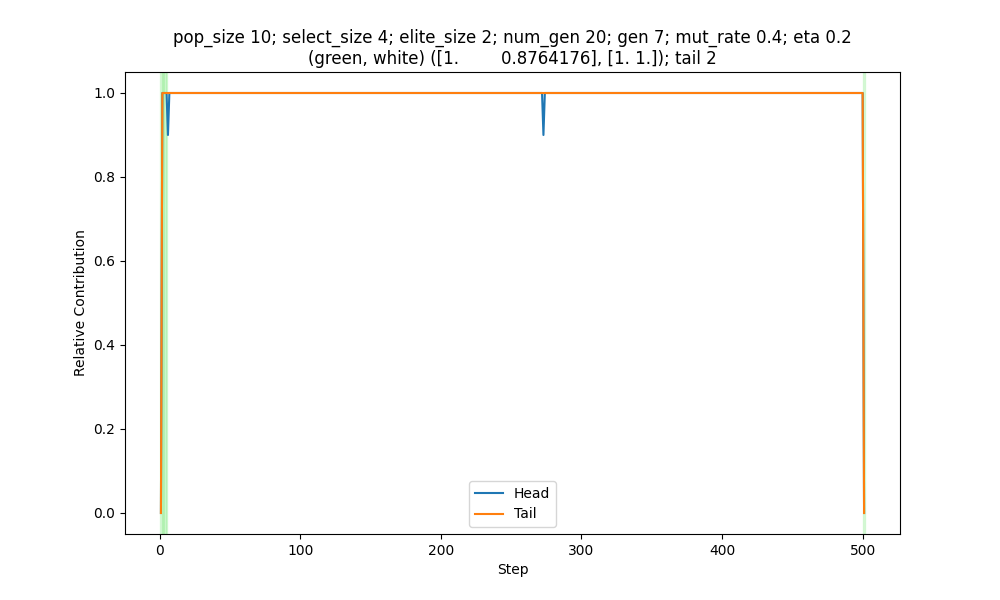 pop_size 10; select_size 4; elite_size 2; num_gen 20; gen 7; mut_rate 0.4; eta 0.2
(green, white) ([1.        0.8764176], [1. 1.]); tail 2
1.0
0.8
0.6
0.4
0.2
0.0
Relative Contribution
Head
Tail
0 100 200 300 400 500
Step